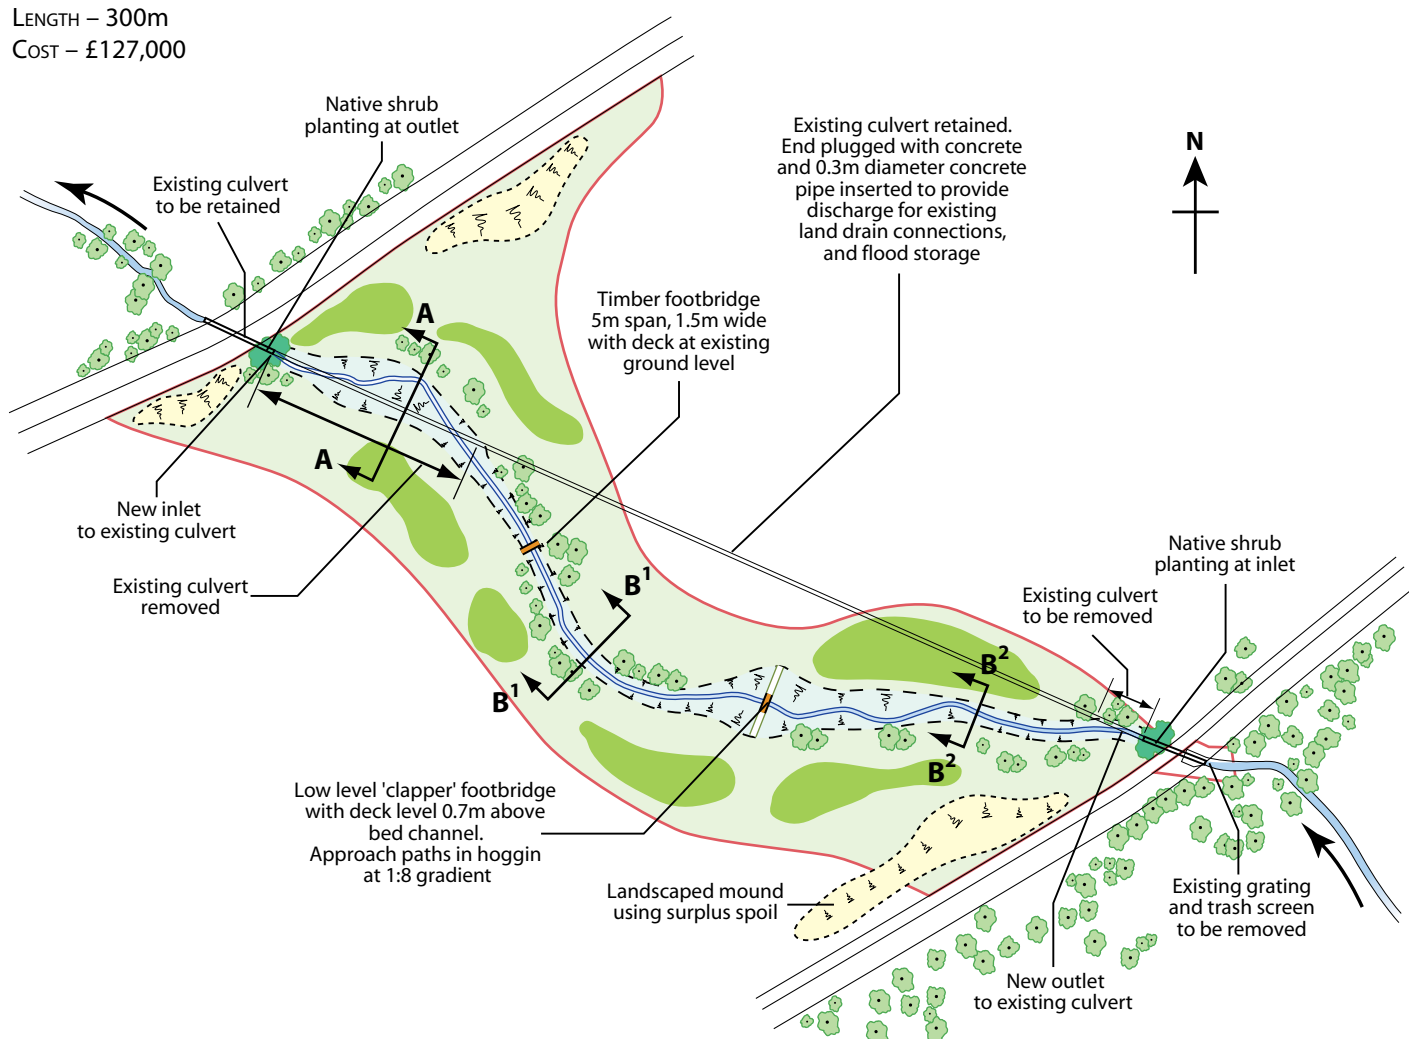 LENGTH – 300m
COST – £127,000
Native shrub
planting at outlet
Existing culvert
to be retained
Existing culvert retained.
End plugged with concrete
and 0.3m diameter concrete
pipe inserted to provide
discharge for existing
land drain connections,
and flood storage
N
Timber footbridge
5m span, 1.5m wide
with deck at existing
ground level
A
A
New inlet
to existing culvert
Existing culvert
removed
B1
B1
Native shrub
planting at inlet
Existing culvert
to be removed
B2
B2
Low level 'clapper' footbridge
with deck level 0.7m above
bed channel.
Approach paths in hoggin
at 1:8 gradient
Landscaped mound
using surplus spoil
Existing grating
and trash screen
to be removed
New outlet
to existing culvert